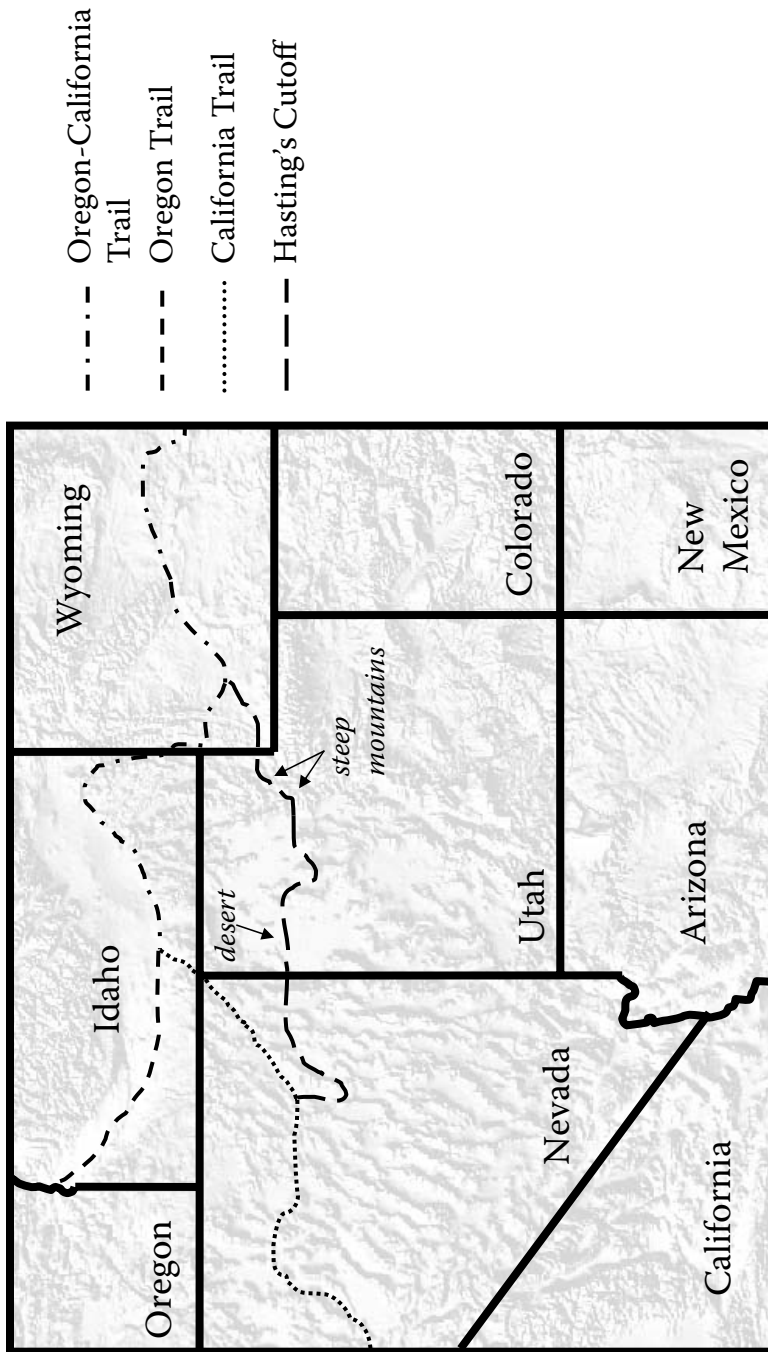 Oregon-California
Trail
Oregon Trail
California Trail
Hasting's Cutoff
Oregon
Idaho
Wyoming
desert
steep
mountains
Nevada
Utah
Colorado
California
Arizona
New
Mexico